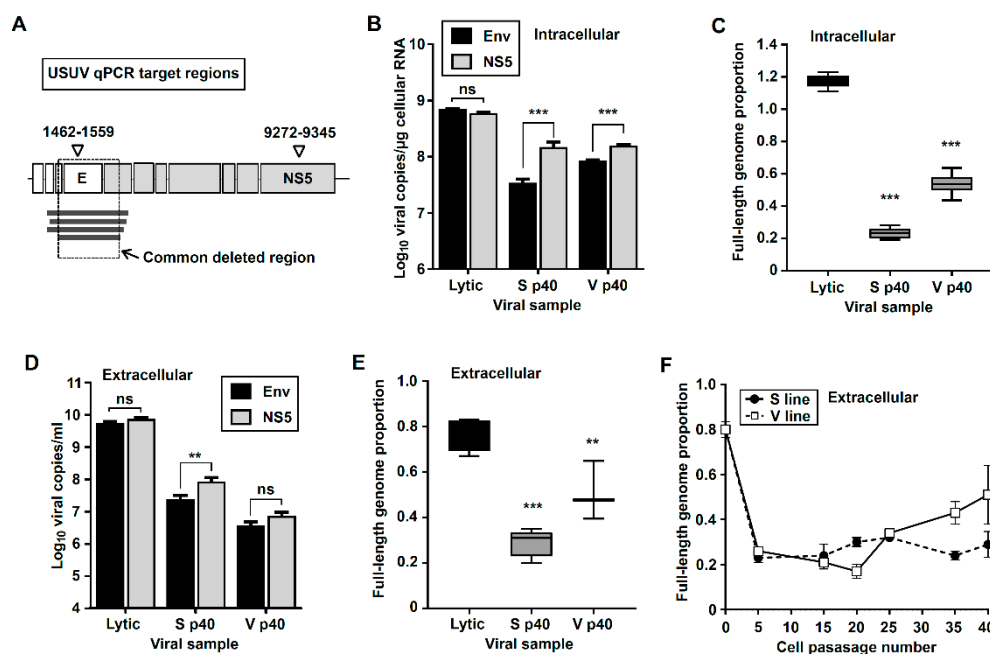 A
USUV qPCR target regions
1462-1559
9272-9345
E
NS5
Common deleted region
B
Env
NS5
Intracellular
Log₁₀ viral copies/µg cellular RNA
9
8
7
6
ns
***
***
Lytic
S p40
V p40
Viral sample
C
Intracellular
Full-length genome proportion
1.4
1.2
1.0
0.8
0.6
0.4
0.2
0
***
***
Lytic
S p40
V p40
Viral sample
D
Extracellular
Env
NS5
Log₁₀ viral copies/ml
11
10
9
8
7
6
5
4
ns
**
ns
Lytic
S p40
V p40
Viral sample
E
Extracellular
Full-length genome proportion
1.0
0.8
0.6
0.4
0.2
0
***
**
Lytic
S p40
V p40
Viral sample
F
S line
V line
Extracellular
Full-length genome proportion
1.0
0.8
0.6
0.4
0.2
0
0 5 10 15 20 25 30 35 40
Cell pasasage number